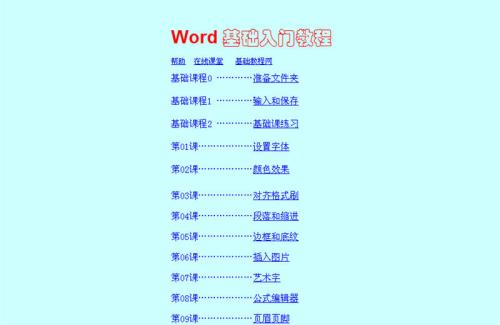 Word 基础入门教程
帮助 在线课堂 基础教程网
基础课程0 …………准备文件夹
基础课程1 …………输入和保存
基础课程2 …………基础课练习
第01课………………设置字体
第02课………………颜色效果
第03课………………对齐格式刷
第04课………………段落和缩进
第05课………………边框和底纹
第06课………………插入图片
第07课………………艺术字
第08课………………公式编辑器
第09课………………页眉页脚